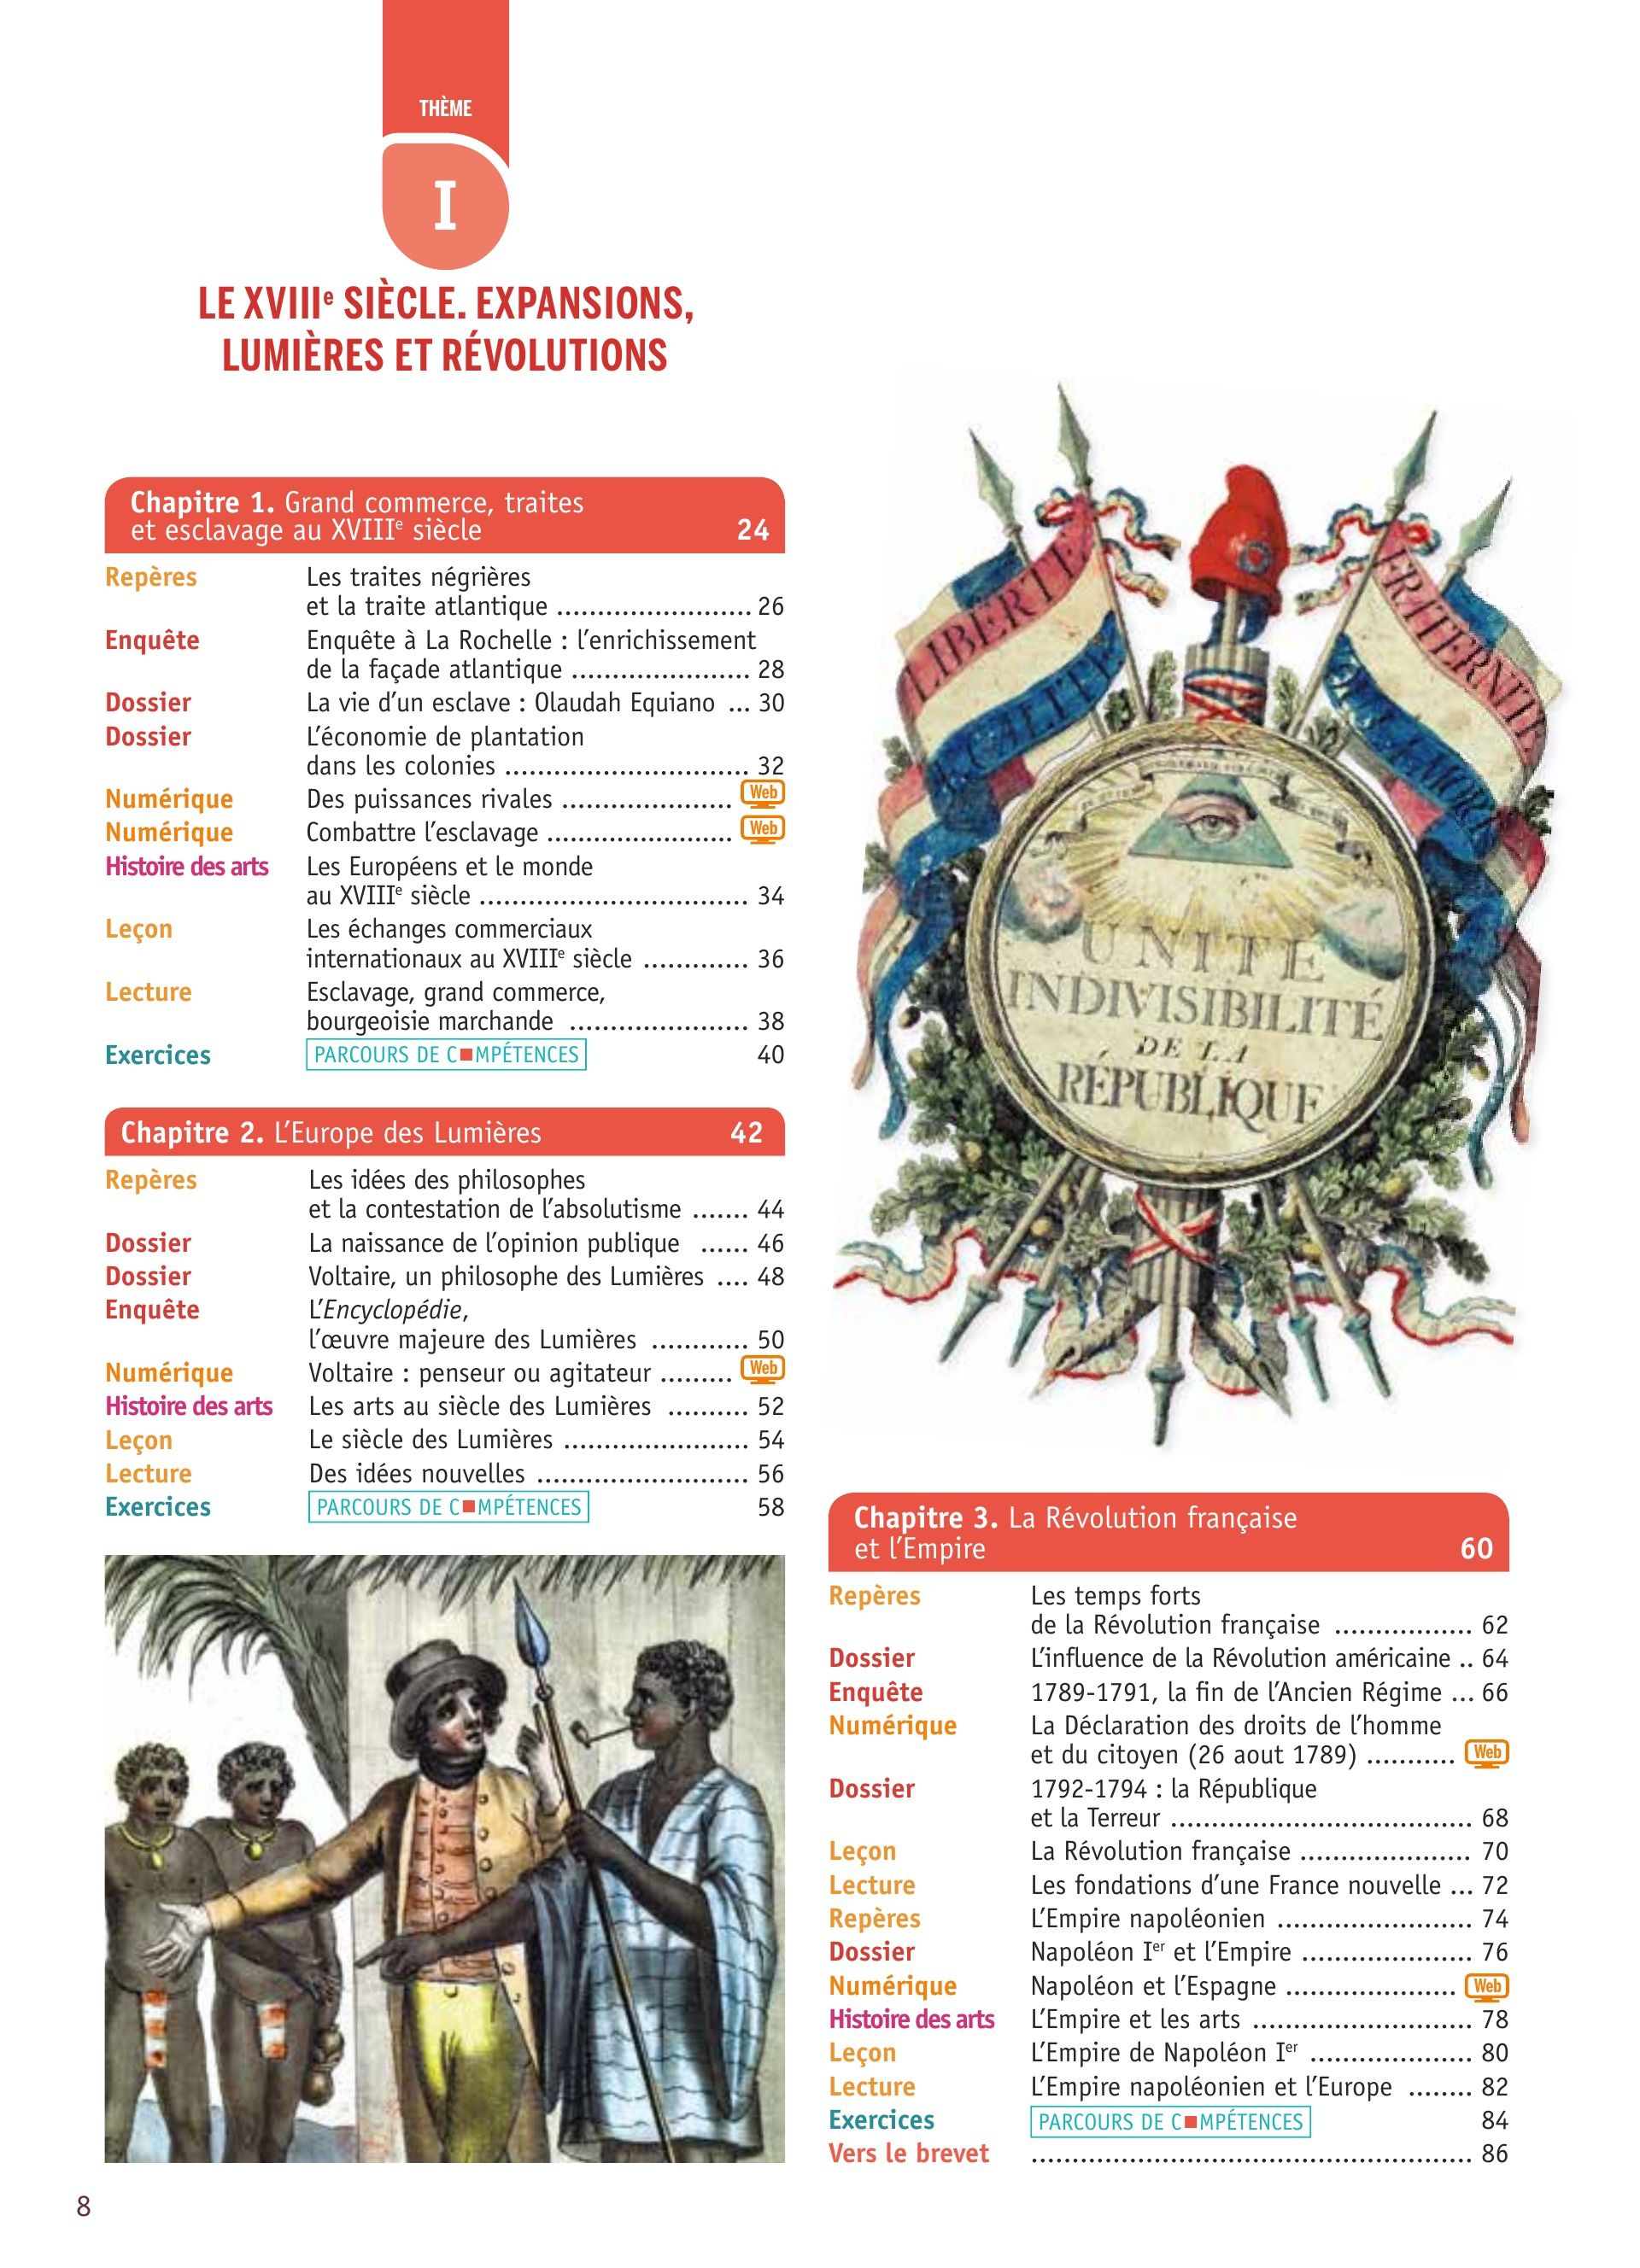 THÈME
I
LE XVIIIe SIÈCLE. EXPANSIONS,
LUMIÈRES ET RÉVOLUTIONS
Chapitre 1. Grand commerce, traites
et esclavage au XVIIIe siècle 24
Repères Les traites négrières
et la traite atlantique ........................ 26
Enquête Enquête à La Rochelle : l’enrichissement
de la façade atlantique ...................... 28
Dossier La vie d’un esclave : Olaudah Equiano ... 30
Dossier L’économie de plantation
dans les colonies .............................. 32
Numérique Des puissances rivales ..................... Web
Numérique Combattre l’esclavage ....................... Web
Histoire des arts Les Européens et le monde
au XVIIIe siècle ................................. 34
Leçon Les échanges commerciaux
internationaux au XVIIIe siècle ............. 36
Lecture Esclavage, grand commerce,
bourgeoisie marchande ...................... 38
Exercices PARCOURS DE C■MPÉTENCES 40
Chapitre 2. L’Europe des Lumières 42
Repères Les idées des philosophes
et la contestation de l’absolutisme ....... 44
Dossier La naissance de l’opinion publique ...... 46
Dossier Voltaire, un philosophe des Lumières .... 48
Enquête L’Encyclopédie,
l’œuvre majeure des Lumières ............ 50
Numérique Voltaire : penseur ou agitateur ......... Web
Histoire des arts Les arts au siècle des Lumières .......... 52
Leçon Le siècle des Lumières ....................... 54
Lecture Des idées nouvelles .......................... 56
Exercices PARCOURS DE C■MPÉTENCES 58
LIBERTÉ
ÉGALITÉ
FRATERNITÉ
UNITÉ
INDIVISIBILITÉ
DE LA
RÉPUBLIQUE
Chapitre 3. La Révolution française
et l’Empire 60
Repères Les temps forts
de la Révolution française ................. 62
Dossier L’influence de la Révolution américaine .. 64
Enquête 1789-1791, la fin de l’Ancien Régime ... 66
Numérique La Déclaration des droits de l’homme
et du citoyen (26 aout 1789) ........... Web
Dossier 1792-1794 : la République
et la Terreur ..................................... 68
Leçon La Révolution française ..................... 70
Lecture Les fondations d’une France nouvelle ... 72
Repères L’Empire napoléonien ........................ 74
Dossier Napoléon Ier et l’Empire ..................... 76
Numérique Napoléon et l’Espagne ..................... Web
Histoire des arts L’Empire et les arts ........................... 78
Leçon L’Empire de Napoléon Ier .................... 80
Lecture L’Empire napoléonien et l’Europe ........ 82
Exercices PARCOURS DE C■MPÉTENCES 84
Vers le brevet ...................................................... 86
8